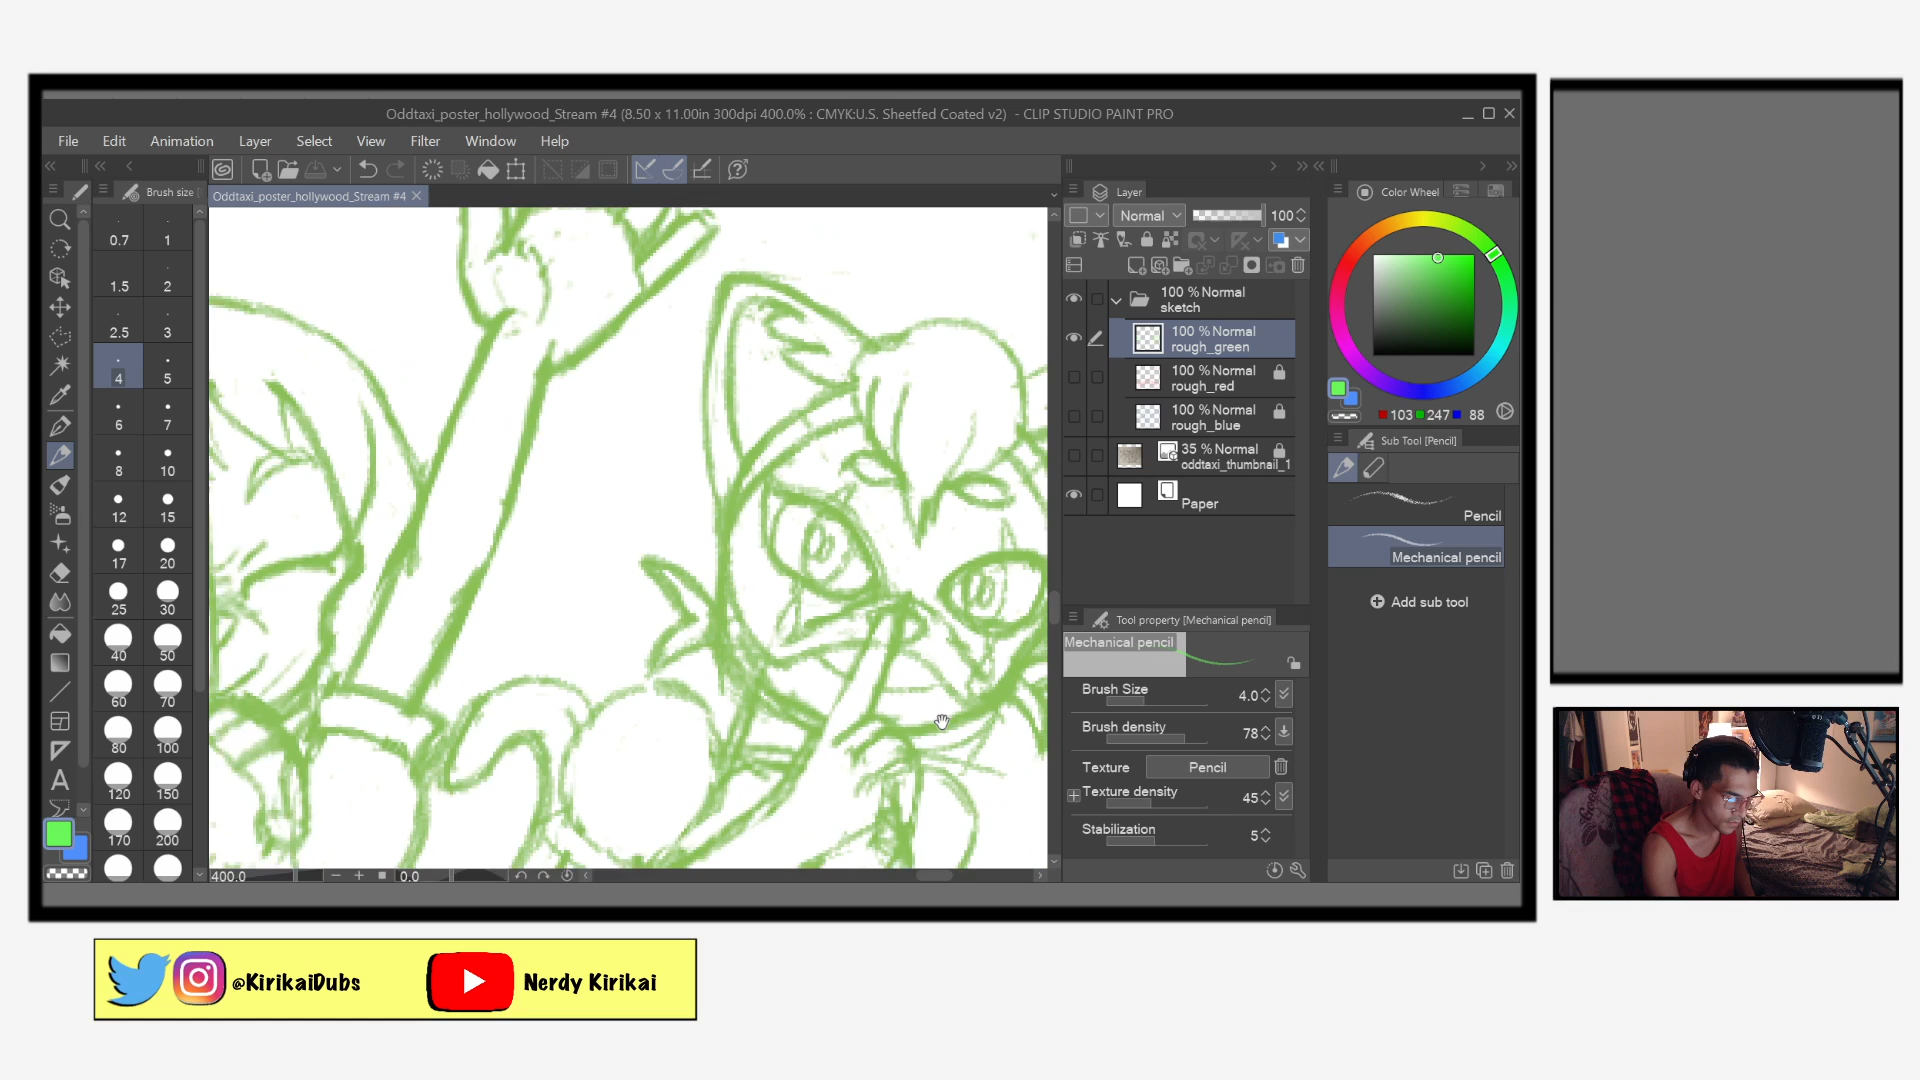 Oddtaxi_poster_hollywood_Stream #4 (8.50 x 11.00in 300dpi 400.0% : CMYK:U.S. Sheetfed Coated v2) - CLIP STUDIO PAINT PRO
File Edit Animation Layer Select View Filter Window Help
Brush size
Oddtaxi_poster_hollywood_Stream #4
Layer
Color Wheel
Normal 100
0.7 1
1.5 2
2.5 3
4 5
6 7
8 10
12 15
17 20
25 30
40 50
60 70
80 100
120 150
170 200
100 % Normal
sketch
100 % Normal
rough_green
100 % Normal
rough_red
100 % Normal
rough_blue
35 % Normal
oddtaxi_thumbnail_1
Paper
103 247 88
Sub Tool [Pencil]
Pencil
Mechanical pencil
Add sub tool
Tool property [Mechanical pencil]
Mechanical pencil
Brush Size 4.0
Brush density 78
Texture Pencil
Texture density 45
Stabilization 5
400.0 0.0
@KirikaiDubs Nerdy Kirikai